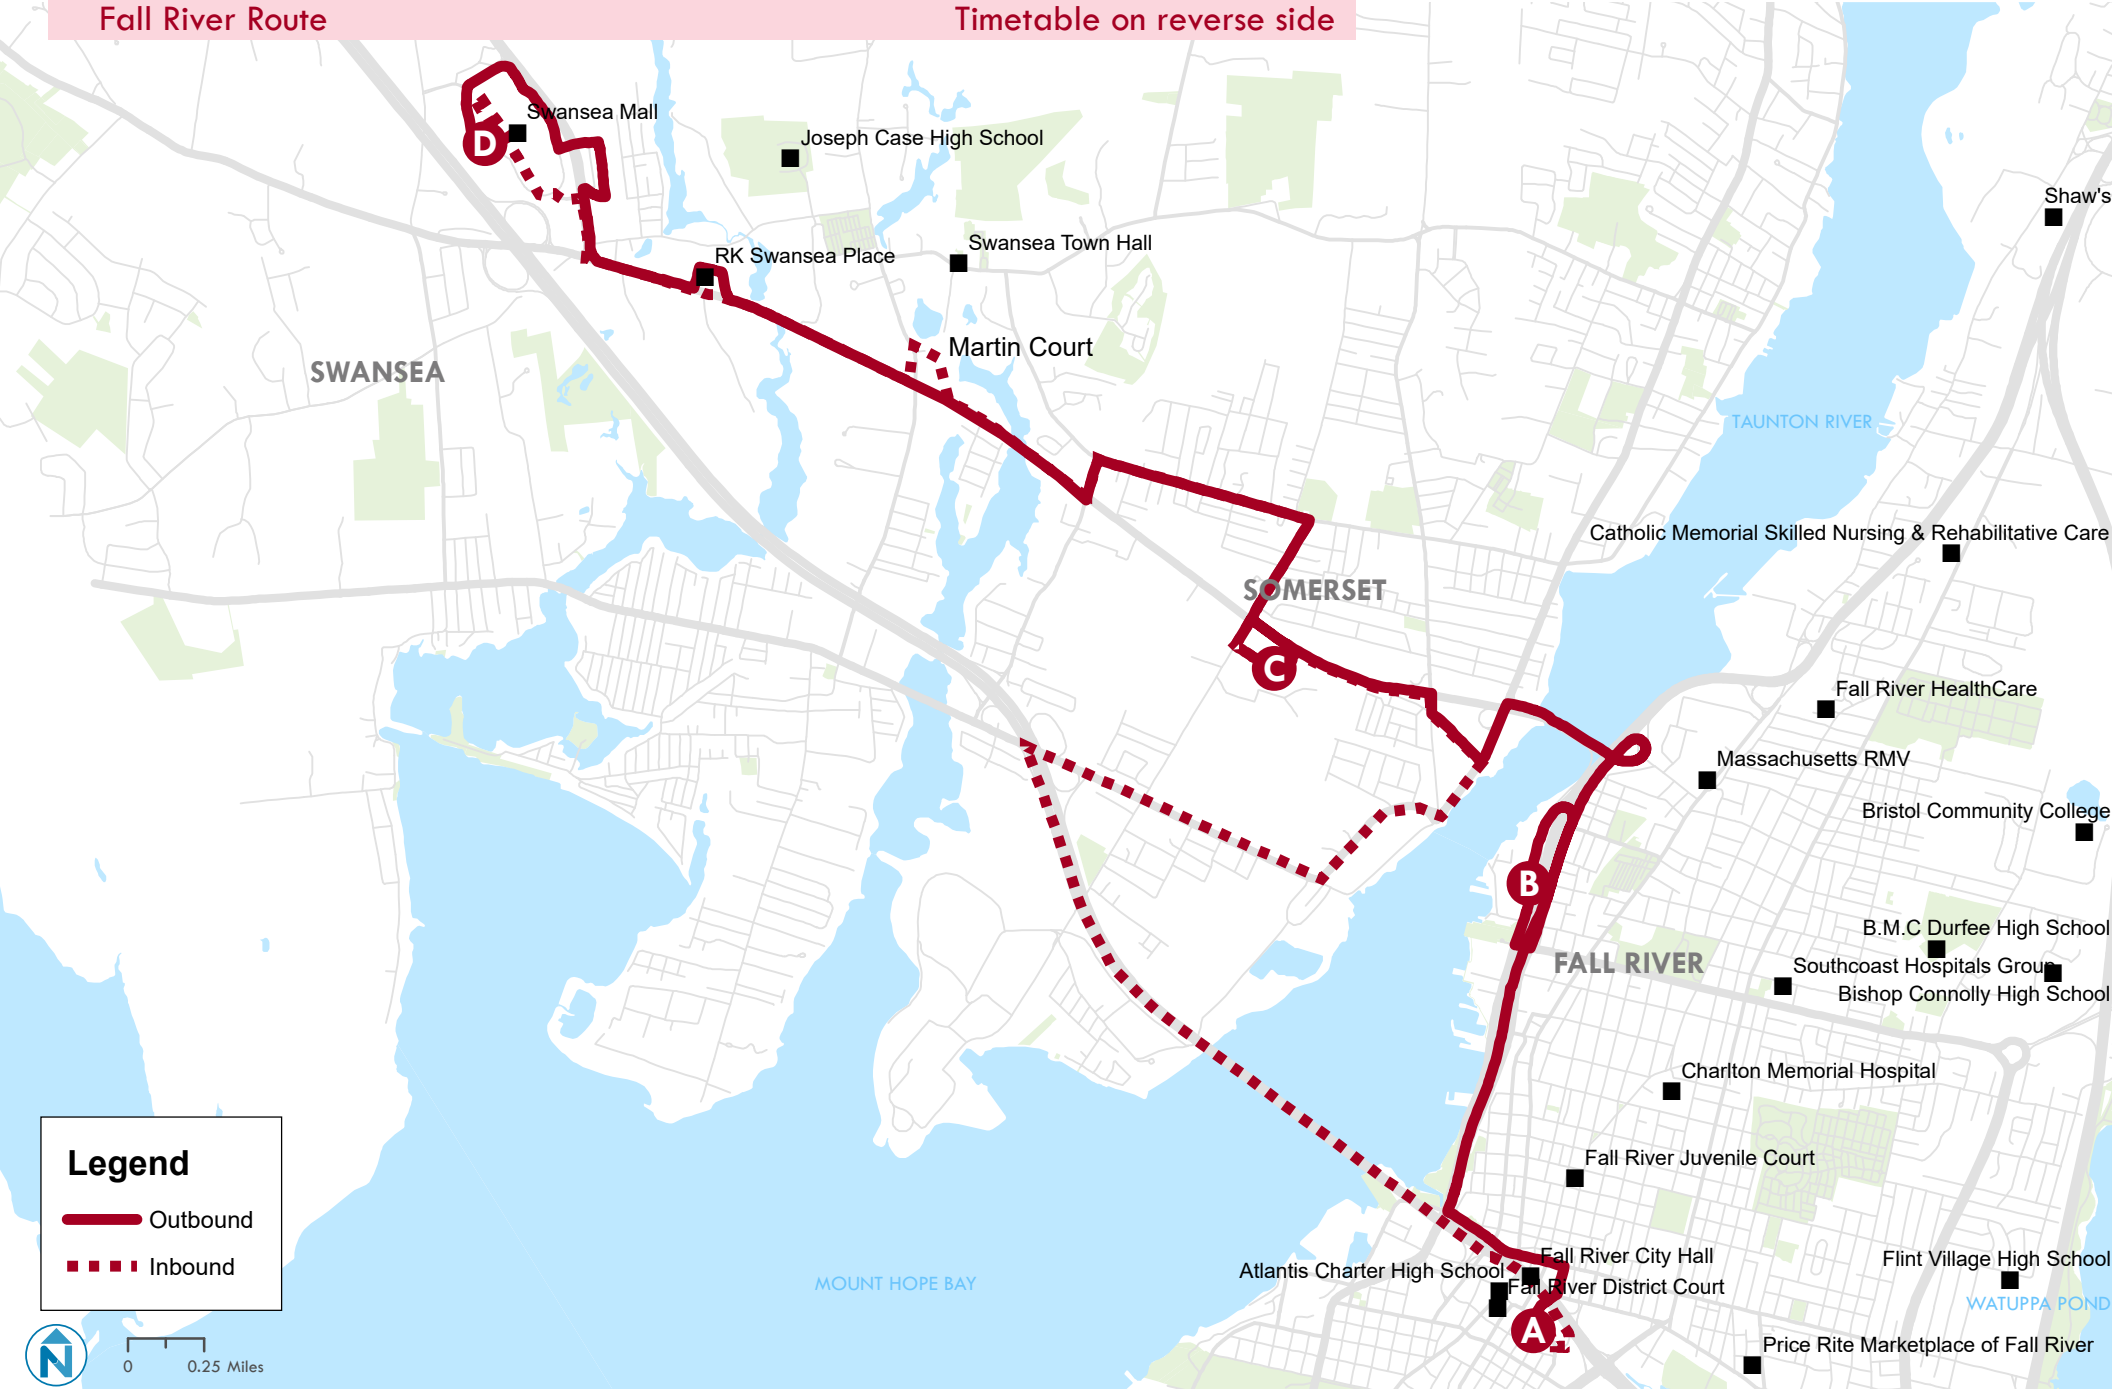 Fall River Route
Timetable on reverse side
Swansea Mall
D
Joseph Case High School
Shaw's
Swansea Town Hall
RK Swansea Place
Martin Court
SWANSEA
TAUNTON RIVER
Catholic Memorial Skilled Nursing & Rehabilitative Care
SOMERSET
C
Fall River HealthCare
Massachusetts RMV
Bristol Community College
B
B.M.C Durfee High School
FALL RIVER
Southcoast Hospitals Group
Bishop Connolly High School
Charlton Memorial Hospital
Fall River Juvenile Court
Legend
Outbound
Inbound
Fall River City Hall
Flint Village High School
Atlantis Charter High School
MOUNT HOPE BAY
Fall River District Court
WATUPPA POND
A
Price Rite Marketplace of Fall River
N
0 0.25 Miles